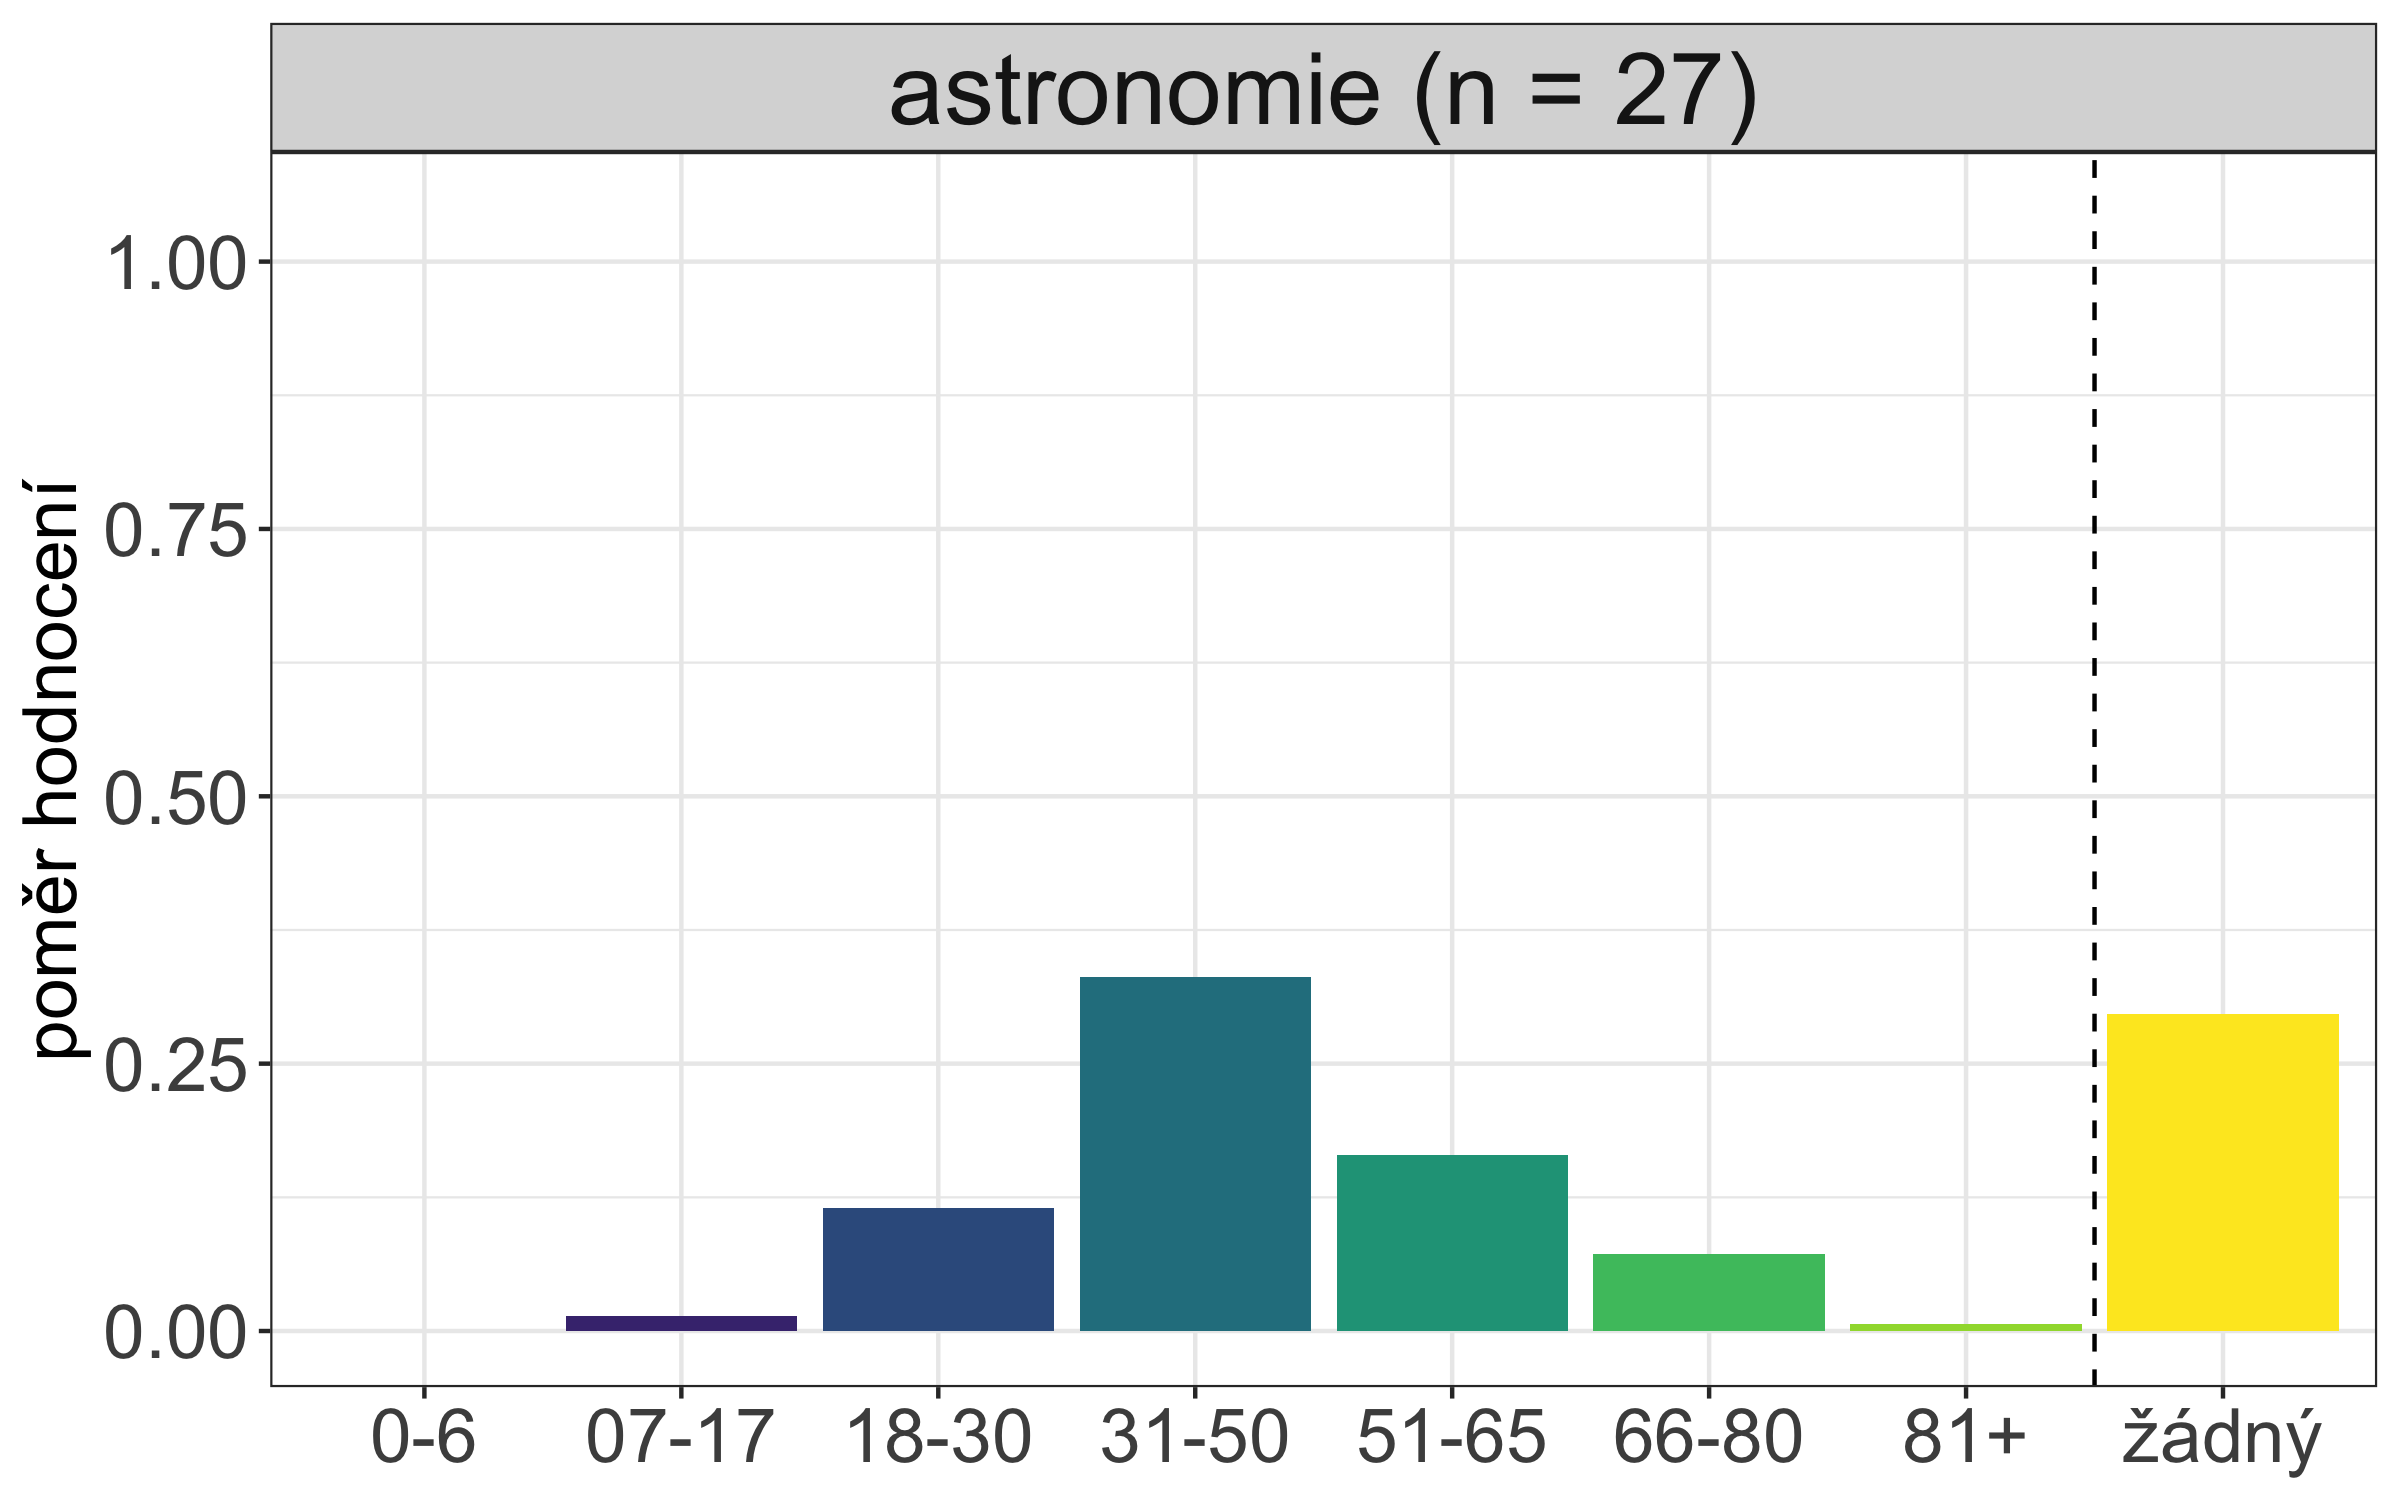 astronomie (n = 27)
poměr hodnocení
1.00
0.75
0.50
0.25
0.00
0-6 07-17 18-30 31-50 51-65 66-80 81+ žádný